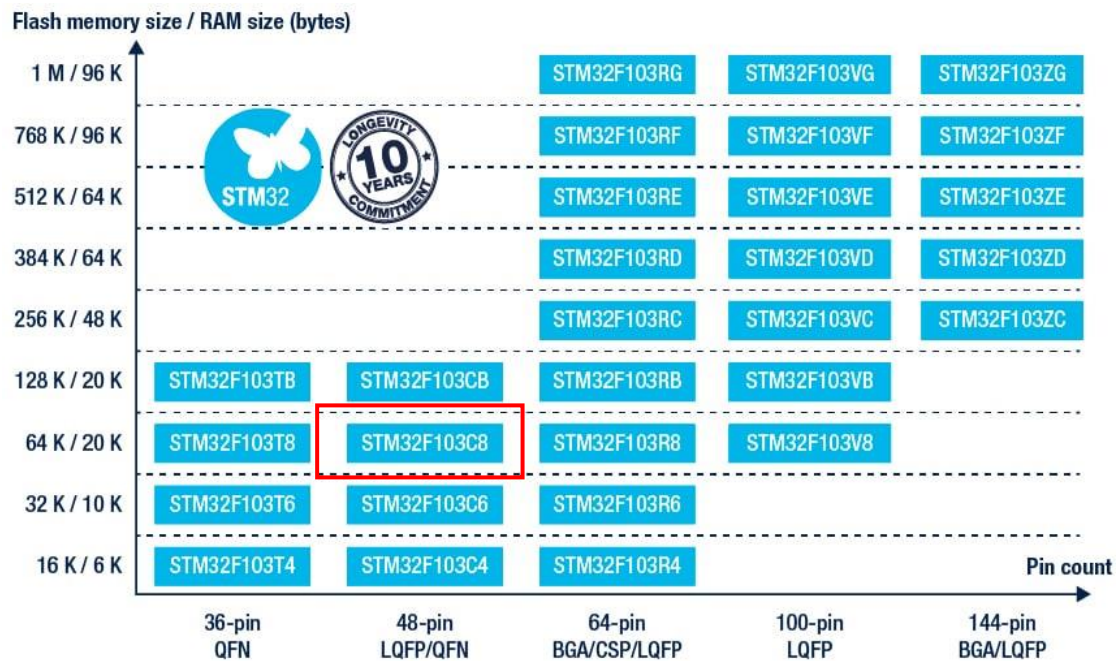 Flash memory size / RAM size (bytes)
1 M / 96 K STM32F103RG STM32F103VG STM32F103ZG
768 K / 96 K STM32F103RF STM32F103VF STM32F103ZF
LONGEVITY
10
YEARS
COMMITMENT
STM32
512 K / 64 K STM32F103RE STM32F103VE STM32F103ZE
384 K / 64 K STM32F103RD STM32F103VD STM32F103ZD
256 K / 48 K STM32F103RC STM32F103VC STM32F103ZC
128 K / 20 K STM32F103TB STM32F103CB STM32F103RB STM32F103VB
64 K / 20 K STM32F103T8 STM32F103C8 STM32F103R8 STM32F103V8
32 K / 10 K STM32F103T6 STM32F103C6 STM32F103R6
16 K / 6 K STM32F103T4 STM32F103C4 STM32F103R4 Pin count
36-pin 48-pin 64-pin 100-pin 144-pin
QFN LQFP/QFN BGA/CSP/LQFP LQFP BGA/LQFP